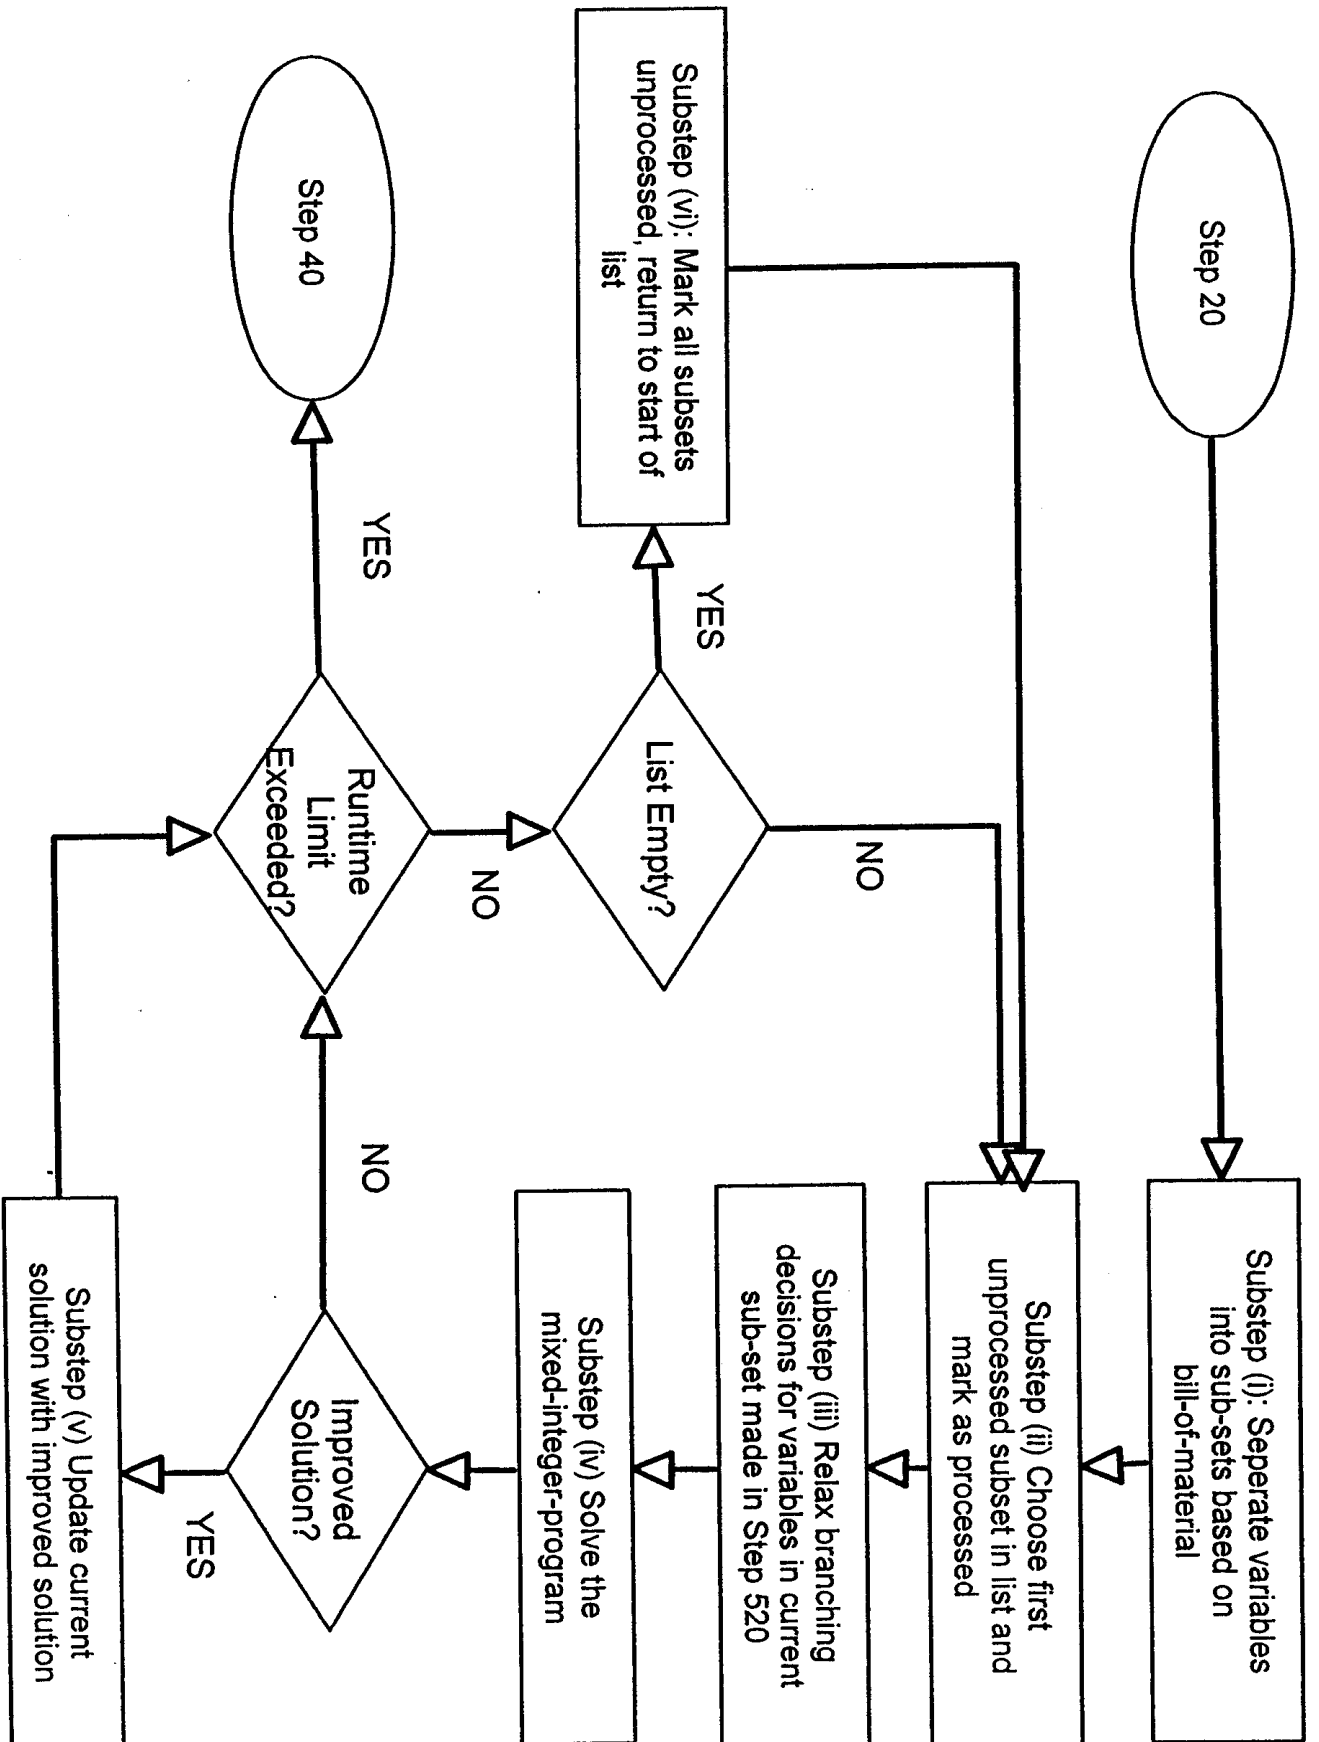 Step 20
Substep (i): Seperate variables
into sub-sets based on
bill-of-material
Substep (ii) Choose first
unprocessed subset in list and
mark as processed
Substep (iii) Relax branching
decisions for variables in current
sub-set made in Step 520
Substep (iv) Solve the
mixed-integer-program
Improved
Solution?
YES
NO
Substep (v) Update current
solution with improved solution
Runtime
Limit
Exceeded?
YES
NO
Step 40
List Empty?
YES
NO
Substep (vi): Mark all subsets
unprocessed, return to start of
list